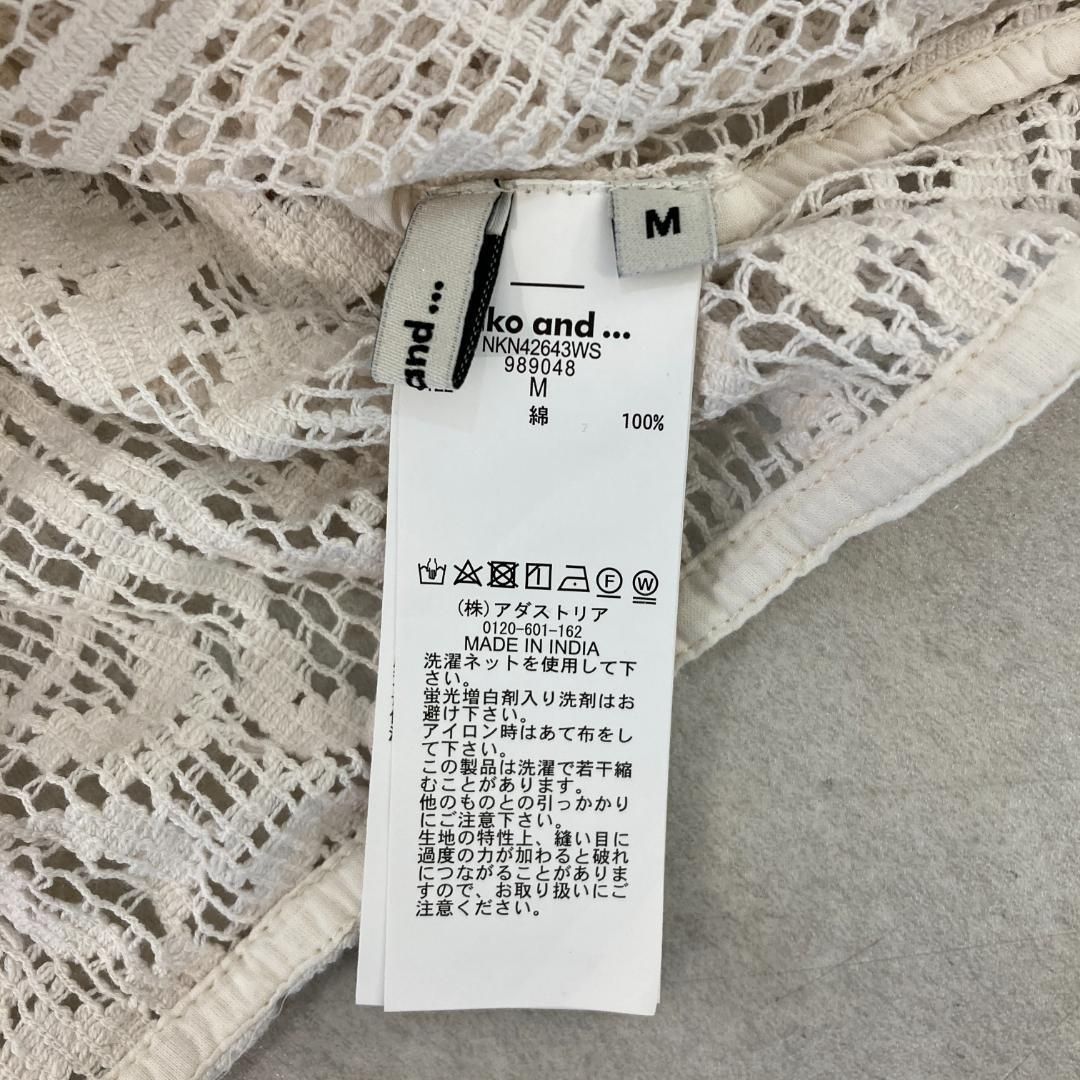 M
and ...
ko and ...
NKN42643WS
989048
M
綿 100%
F
W
(株)アダストリア
0120-601-162
MADE IN INDIA
洗濯ネットを使用して下
さい。
蛍光増白剤入り洗剤はお
避け下さい。
アイロン時はあて布をし
て下さい。
この製品は洗濯で若干縮
むことがあります。
他のものとの引っかかり
にご注意下さい。
生地の特性上、縫い目に
過度の力が加わると破れ
につながることがありま
すので、お取り扱いにご
注意ください。